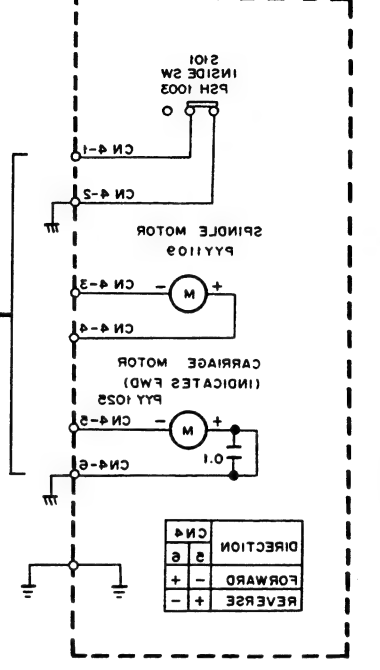 S101
INSIDE SW
PSH 1003
CN 4-1
CN 4-2
SPINDLE MOTOR
PYY1109
CN 4-3
M
+
−
CN 4-4
CARRIAGE MOTOR
(INDICATES FWD)
PYY 1025
CN 4-5
M
+
−
0.1
CN4-6
DIRECTION CN4
5 6
FORWARD − +
REVERSE + −